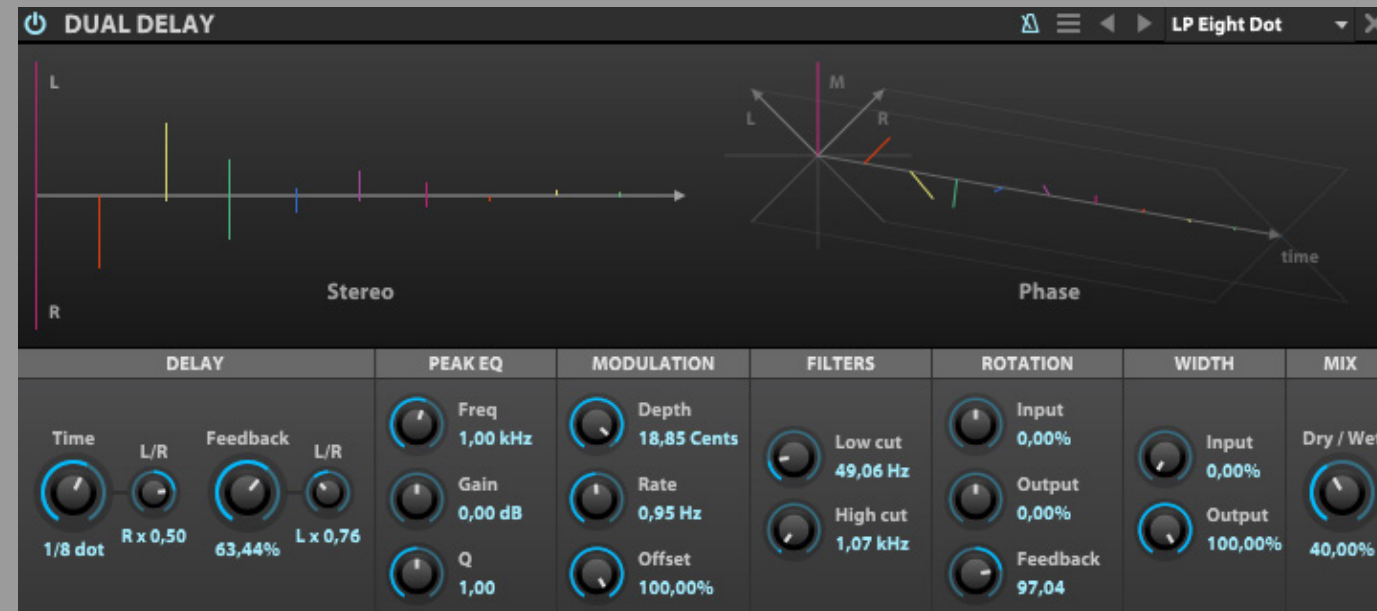 DUAL DELAY
LP Eight Dot
L
R
Stereo
M
L
R
time
Phase
DELAY
PEAK EQ
MODULATION
FILTERS
ROTATION
WIDTH
MIX
Time
1/8 dot
L/R
R x 0,50
Feedback
63,44%
L/R
L x 0,76
Freq
1,00 kHz
Gain
0,00 dB
Q
1,00
Depth
18,85 Cents
Rate
0,95 Hz
Offset
100,00%
Low cut
49,06 Hz
High cut
1,07 kHz
Input
0,00%
Output
0,00%
Feedback
97,04
Input
0,00%
Output
100,00%
Dry / We
40,00%